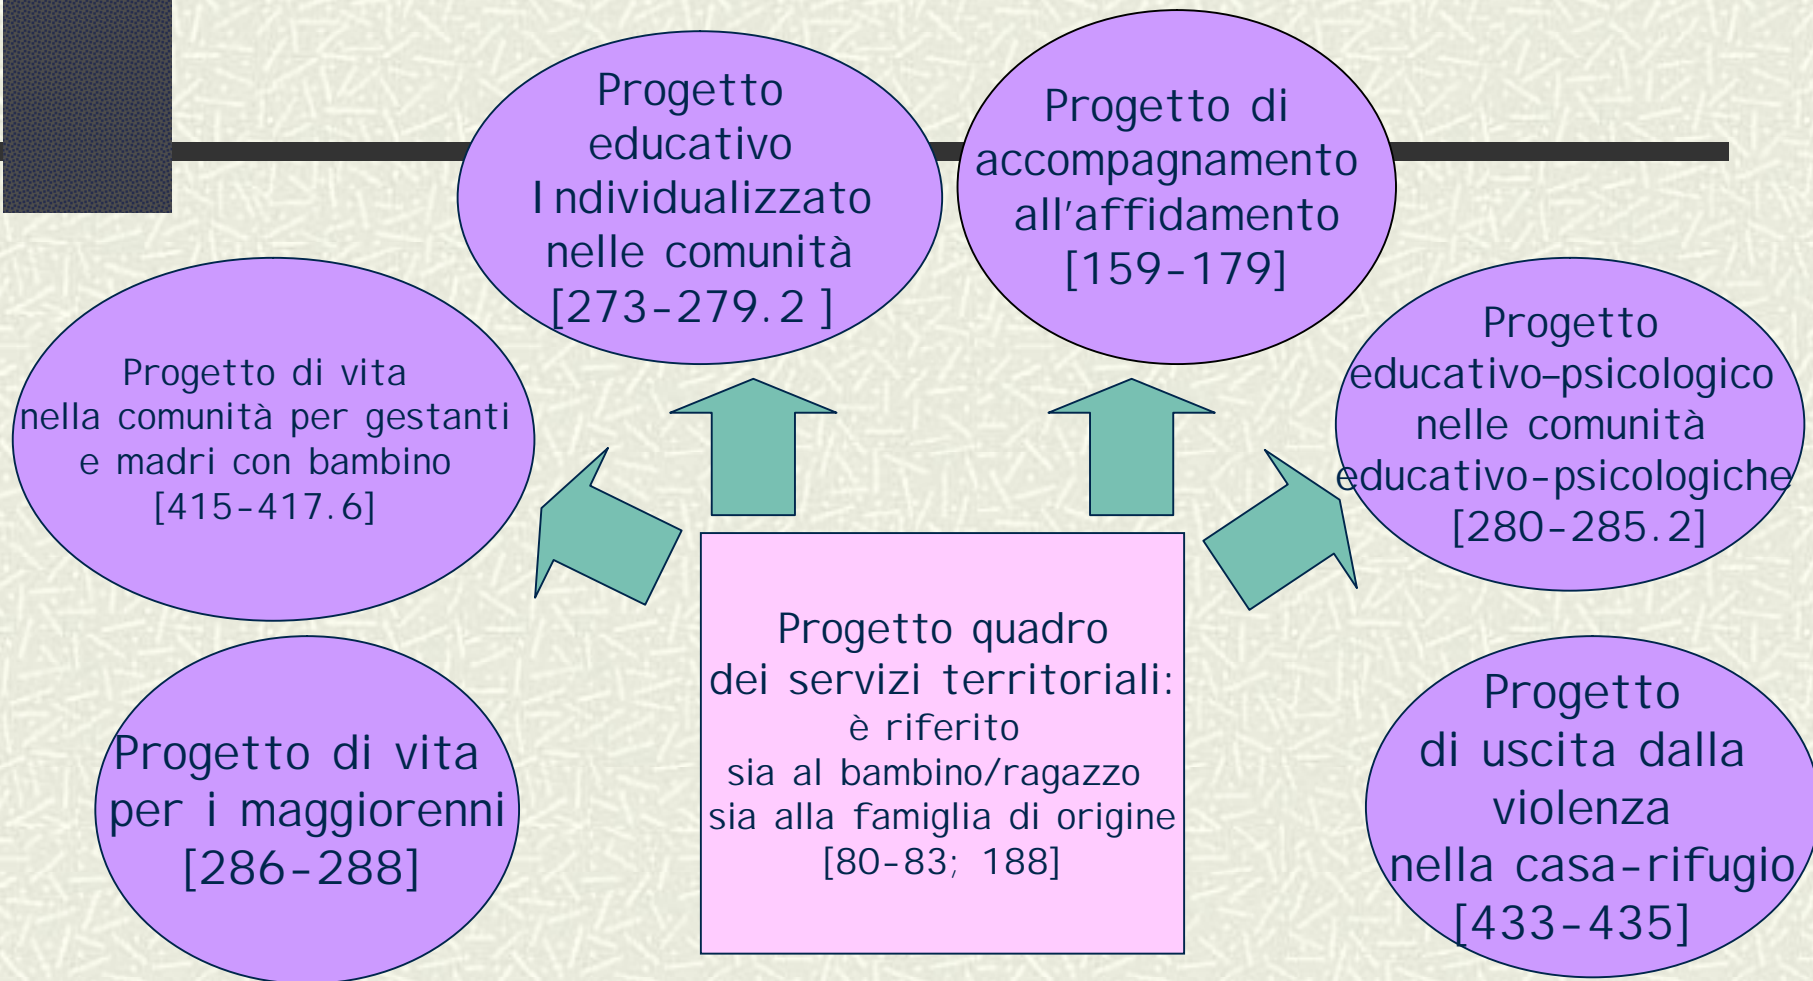 Progetto
educativo
Individualizzato
nelle comunità
[273-279.2 ]
Progetto di
accompagnamento
all'affidamento
[159-179]
Progetto di vita
nella comunità per gestanti
e madri con bambino
[415-417.6]
Progetto
educativo-psicologico
nelle comunità
educativo-psicologiche
[280-285.2]
Progetto quadro
dei servizi territoriali:
è riferito
sia al bambino/ragazzo
sia alla famiglia di origine
[80-83; 188]
Progetto di vita
per i maggiorenni
[286-288]
Progetto
di uscita dalla
violenza
nella casa-rifugio
[433-435]